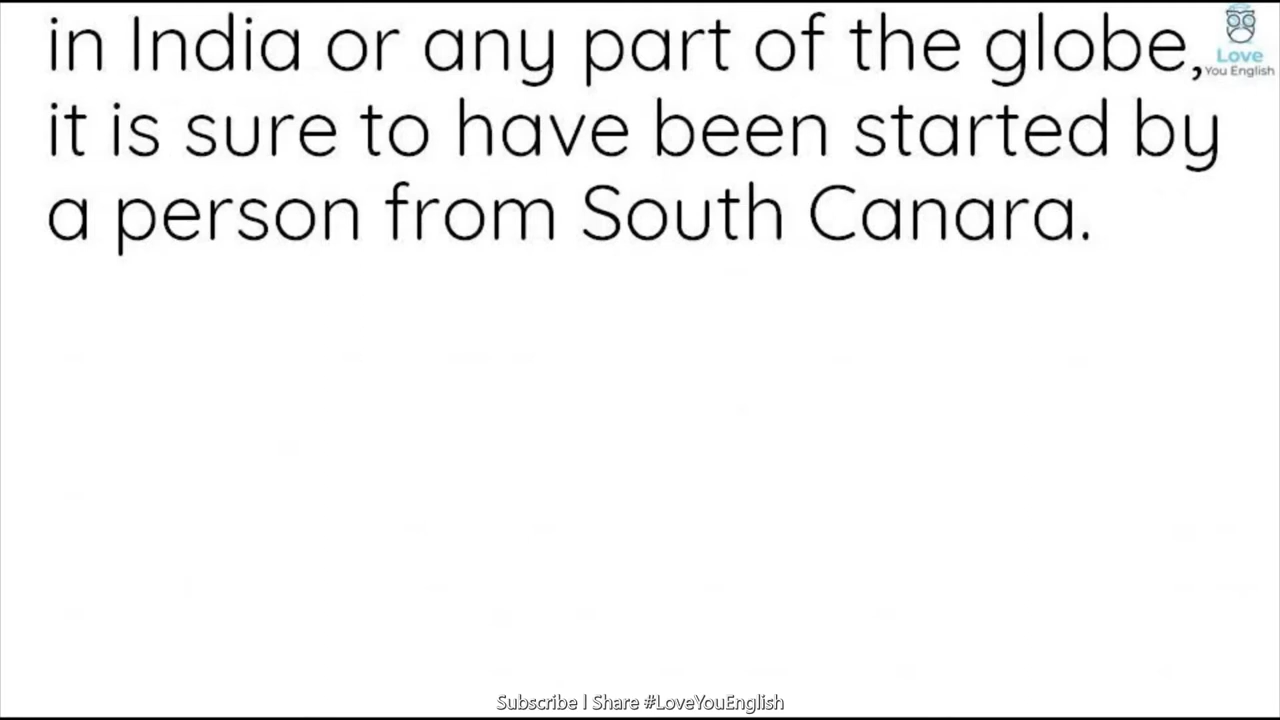 in India or any part of the globe,
it is sure to have been started by
a person from South Canara.
Love
You English
Subscribe | Share #LoveYouEnglish